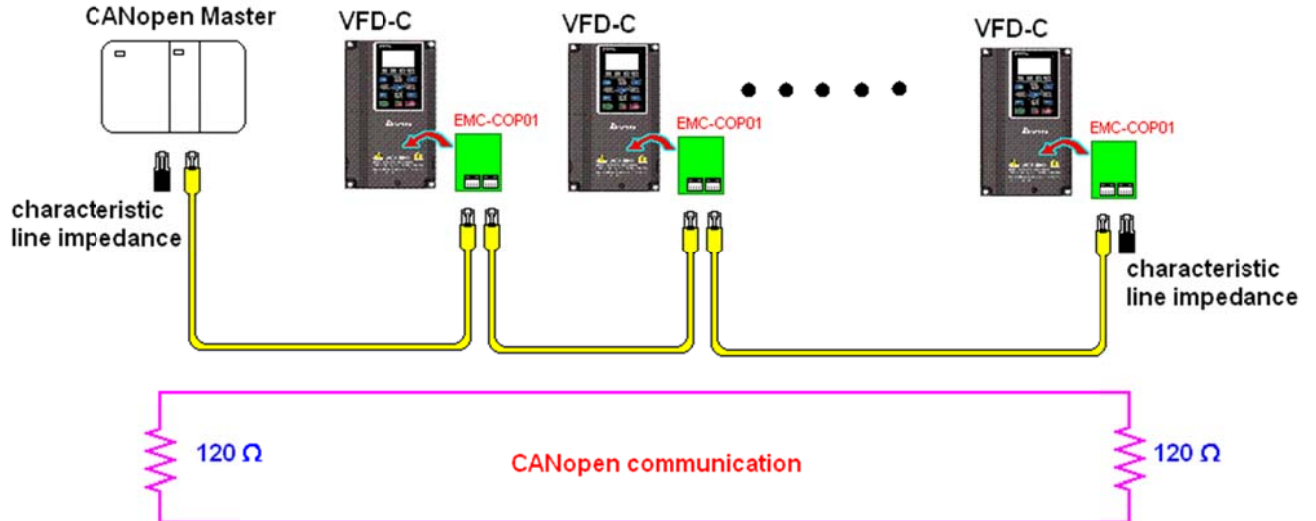 CANopen Master
VFD-C
VFD-C
VFD-C
EMC-COP01
EMC-COP01
EMC-COP01
characteristic
line impedance
characteristic
line impedance
120 Ω
CANopen communication
120 Ω